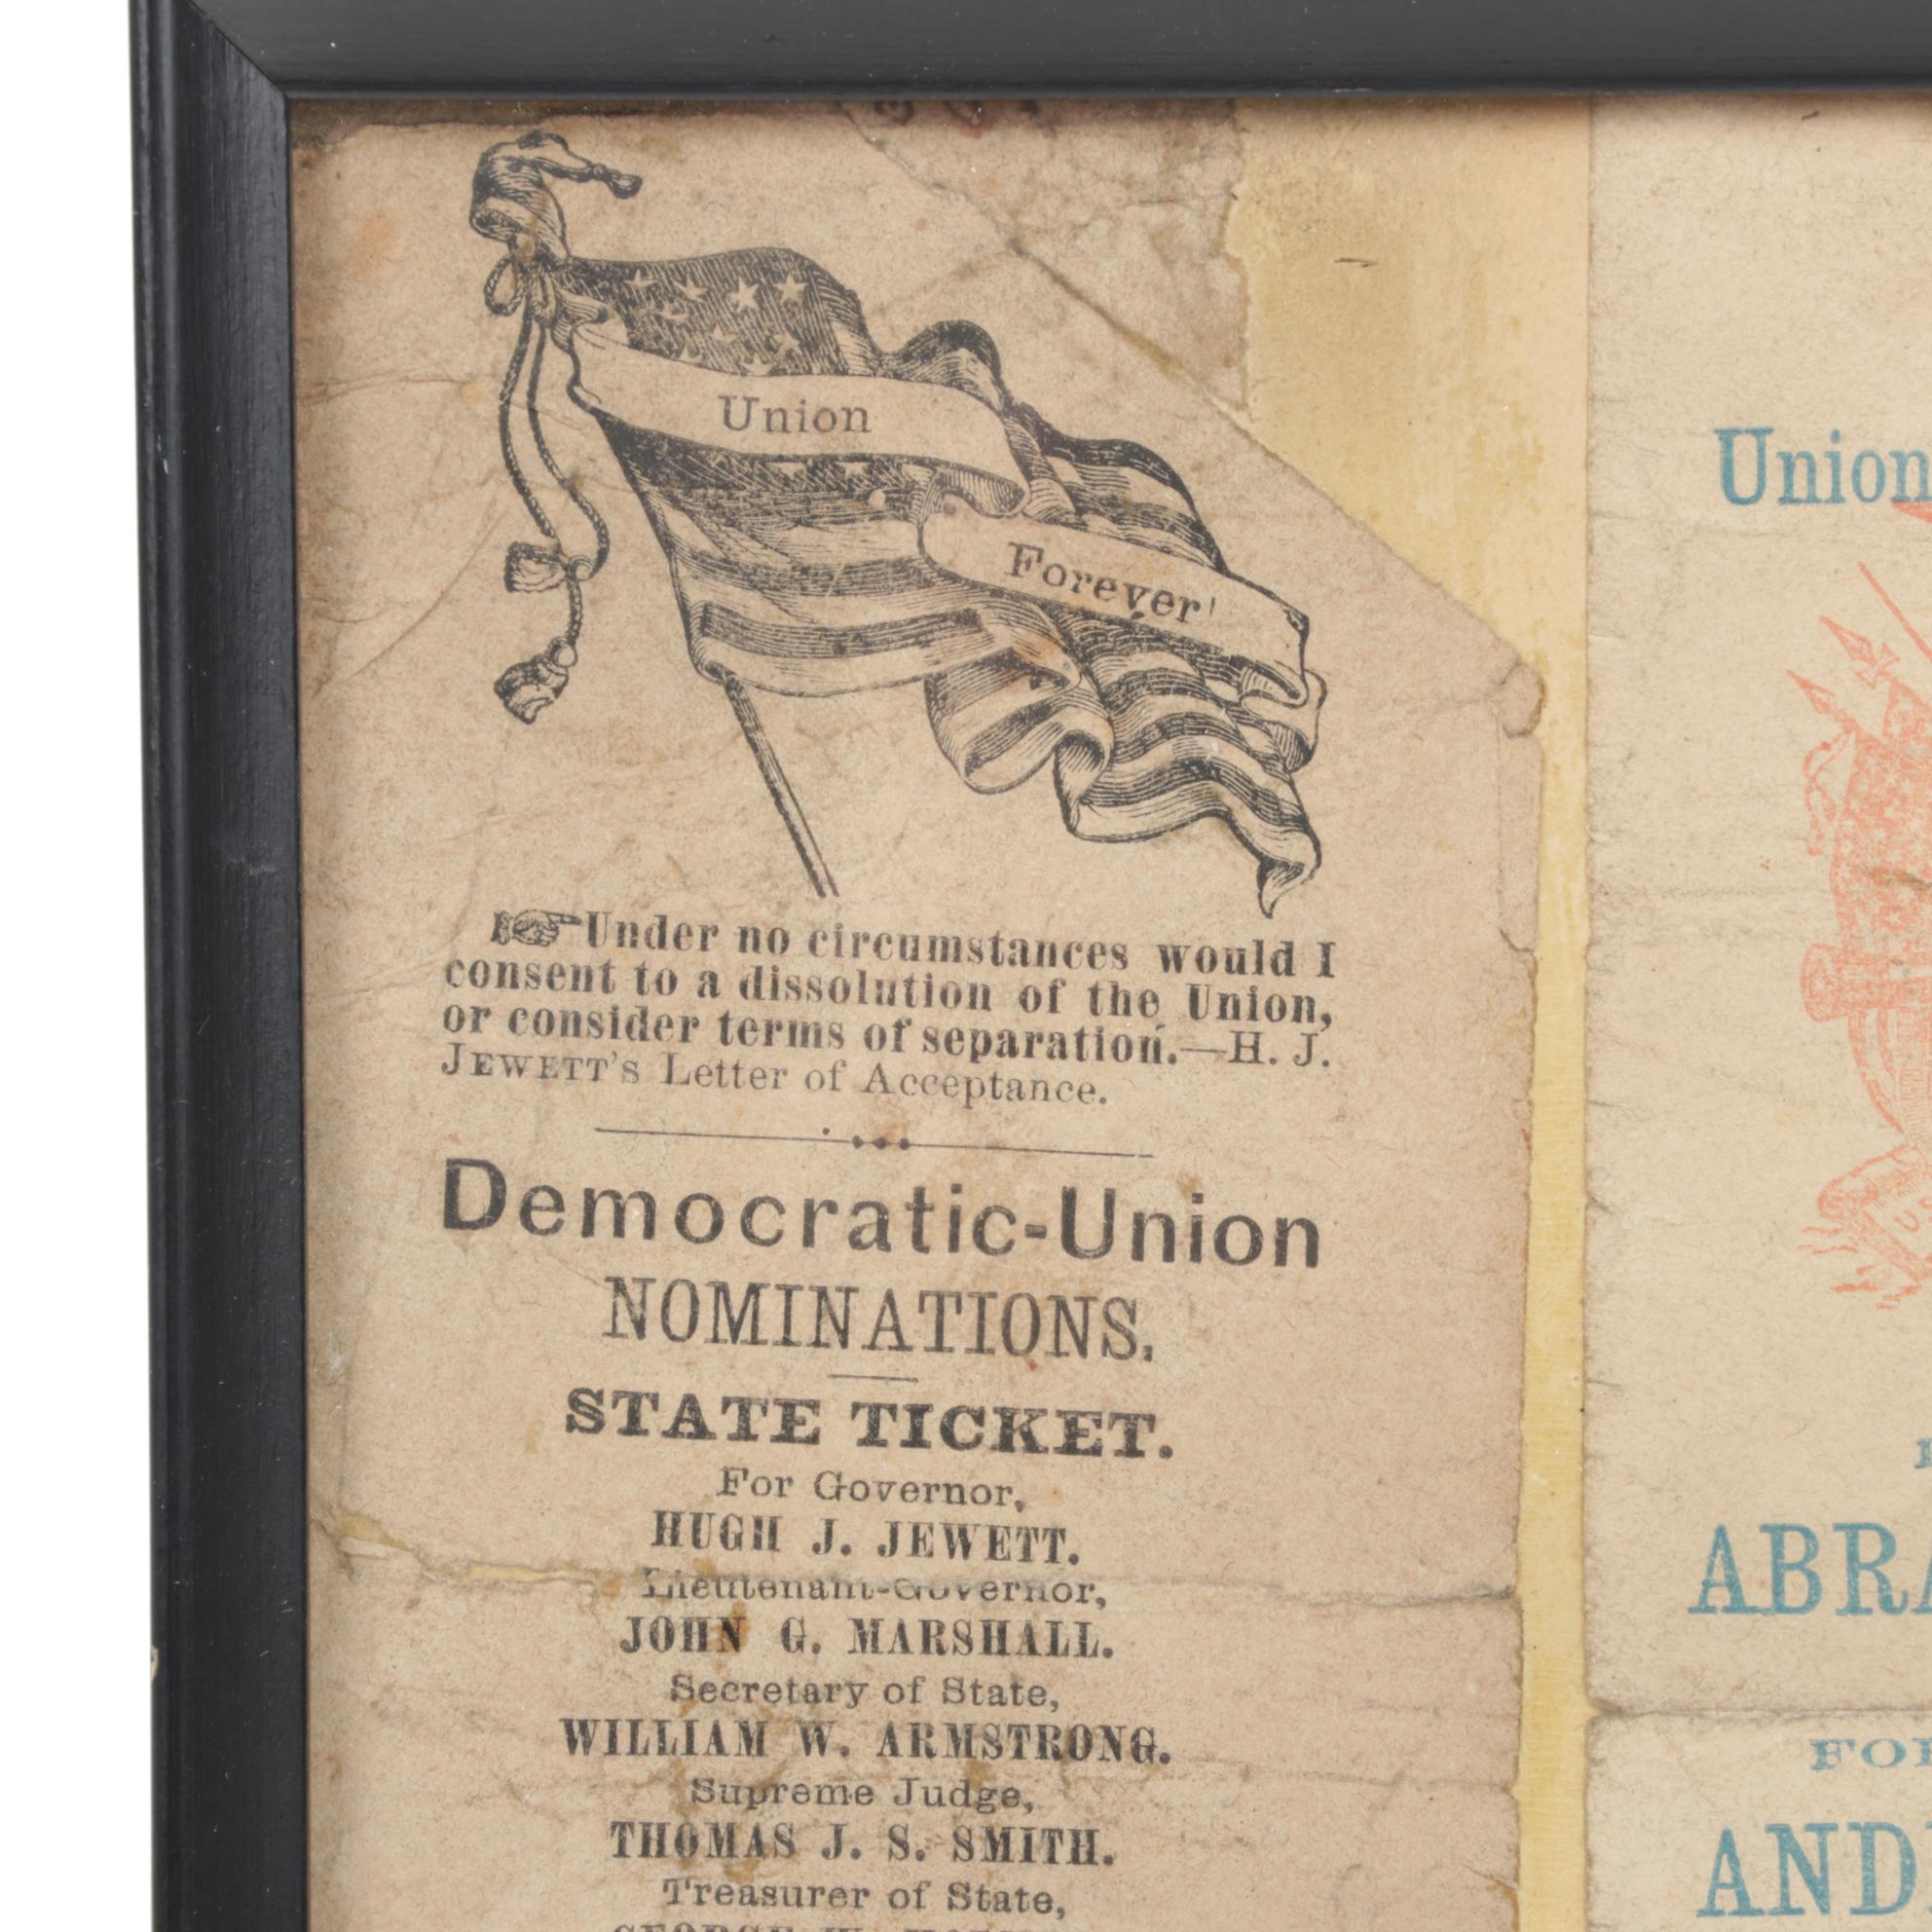 Union
Forever!
☞Under no circumstances would I
consent to a dissolution of the Union,
or consider terms of separation.—H. J.
JEWETT'S Letter of Acceptance.
Democratic-Union
NOMINATIONS.
STATE TICKET.
For Governor,
HUGH J. JEWETT.
Lieutenant-Governor,
JOHN G. MARSHALL.
Secretary of State,
WILLIAM W. ARMSTRONG.
Supreme Judge,
THOMAS J. S. SMITH.
Treasurer of State,
Union
ABRA
FOR
AND